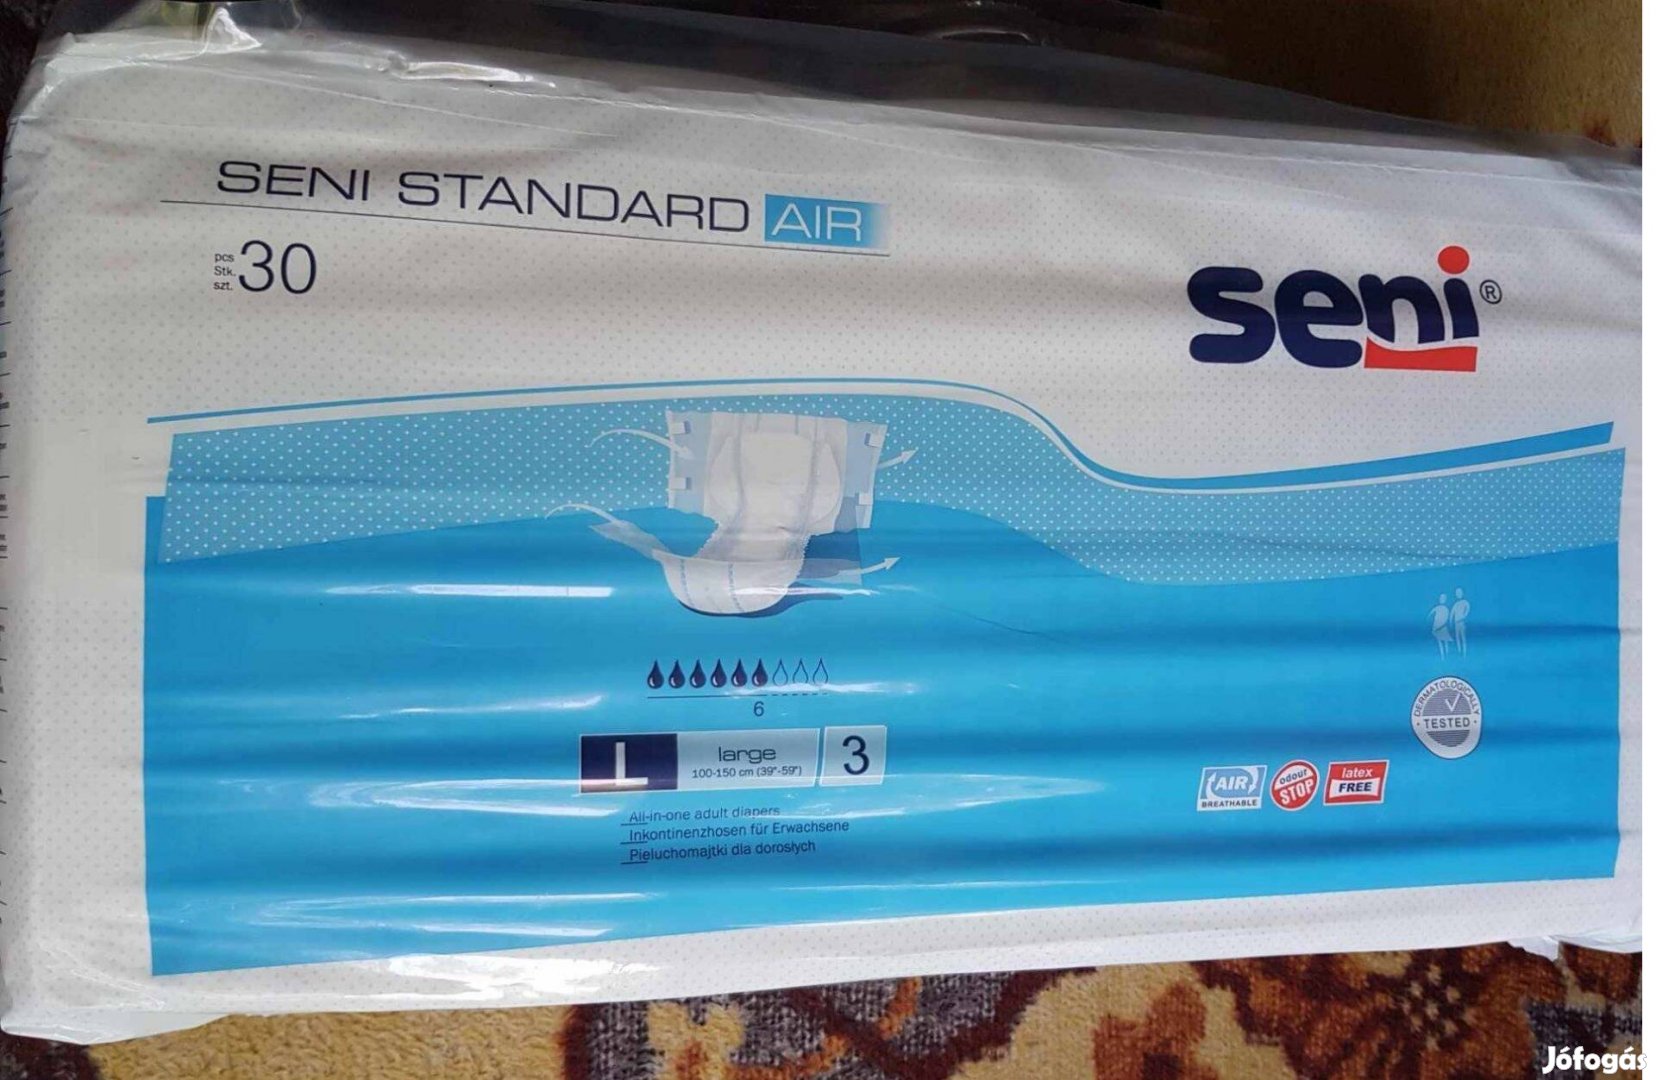 SENI STANDARD AIR
pcs
Stk.
szt.
30
seni®
6
L large 3
100-150 cm (39"-59")
All-in-one adult diapers
Inkontinenzhosen für Erwachsene
Pieluchomajtki dla dorosłych
DERMATOLOGICALLY
TESTED
AIR
BREATHABLE
odour
STOP
latex
FREE
Jófogás